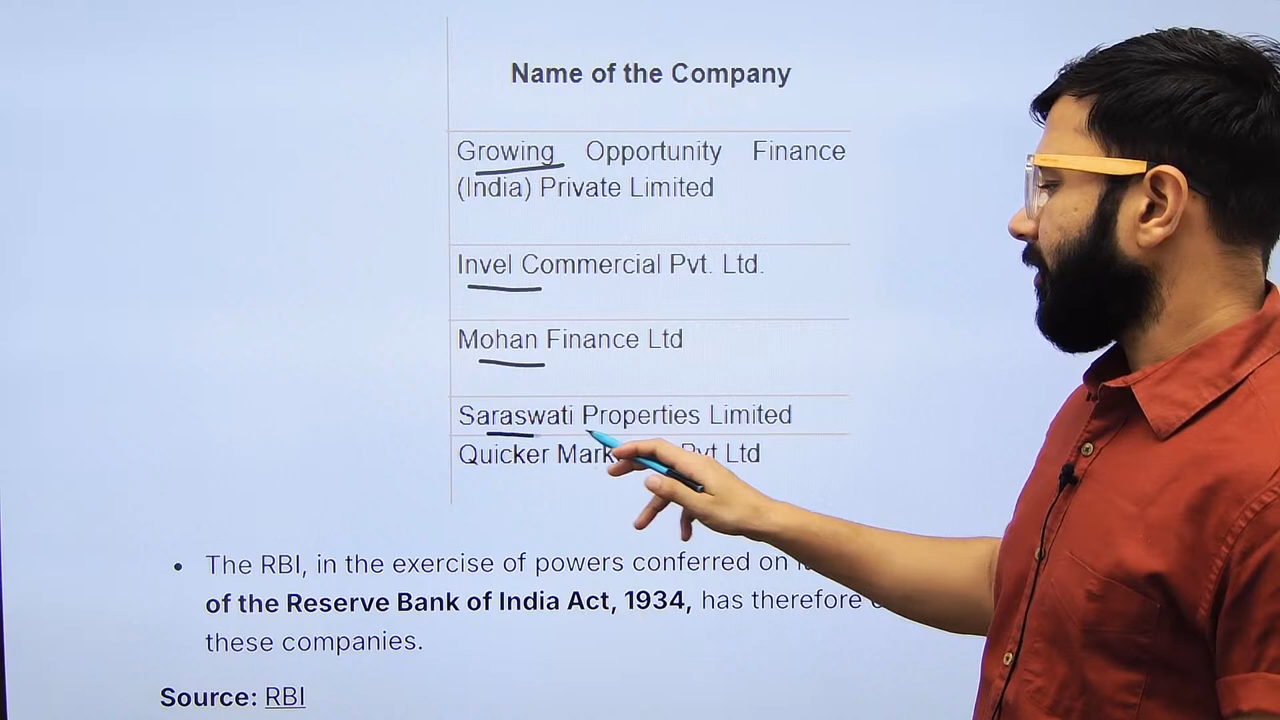 Name of the Company
Growing Opportunity Finance
(India) Private Limited
Invel Commercial Pvt. Ltd.
Mohan Finance Ltd
Saraswati Properties Limited
Quicker Pvt Ltd
• The RBI, in the exercise of powers conferred on
of the Reserve Bank of India Act, 1934, has therefore
these companies.
Source: RBI